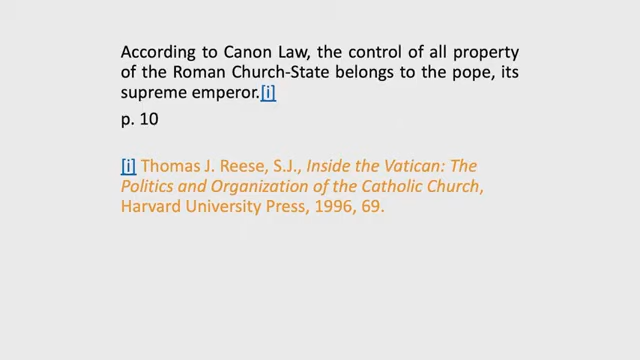 According to Canon Law, the control of all property
of the Roman Church-State belongs to the pope, its
supreme emperor.[i]
p. 10
[i] Thomas J. Reese, S.J., Inside the Vatican: The
Politics and Organization of the Catholic Church,
Harvard University Press, 1996, 69.